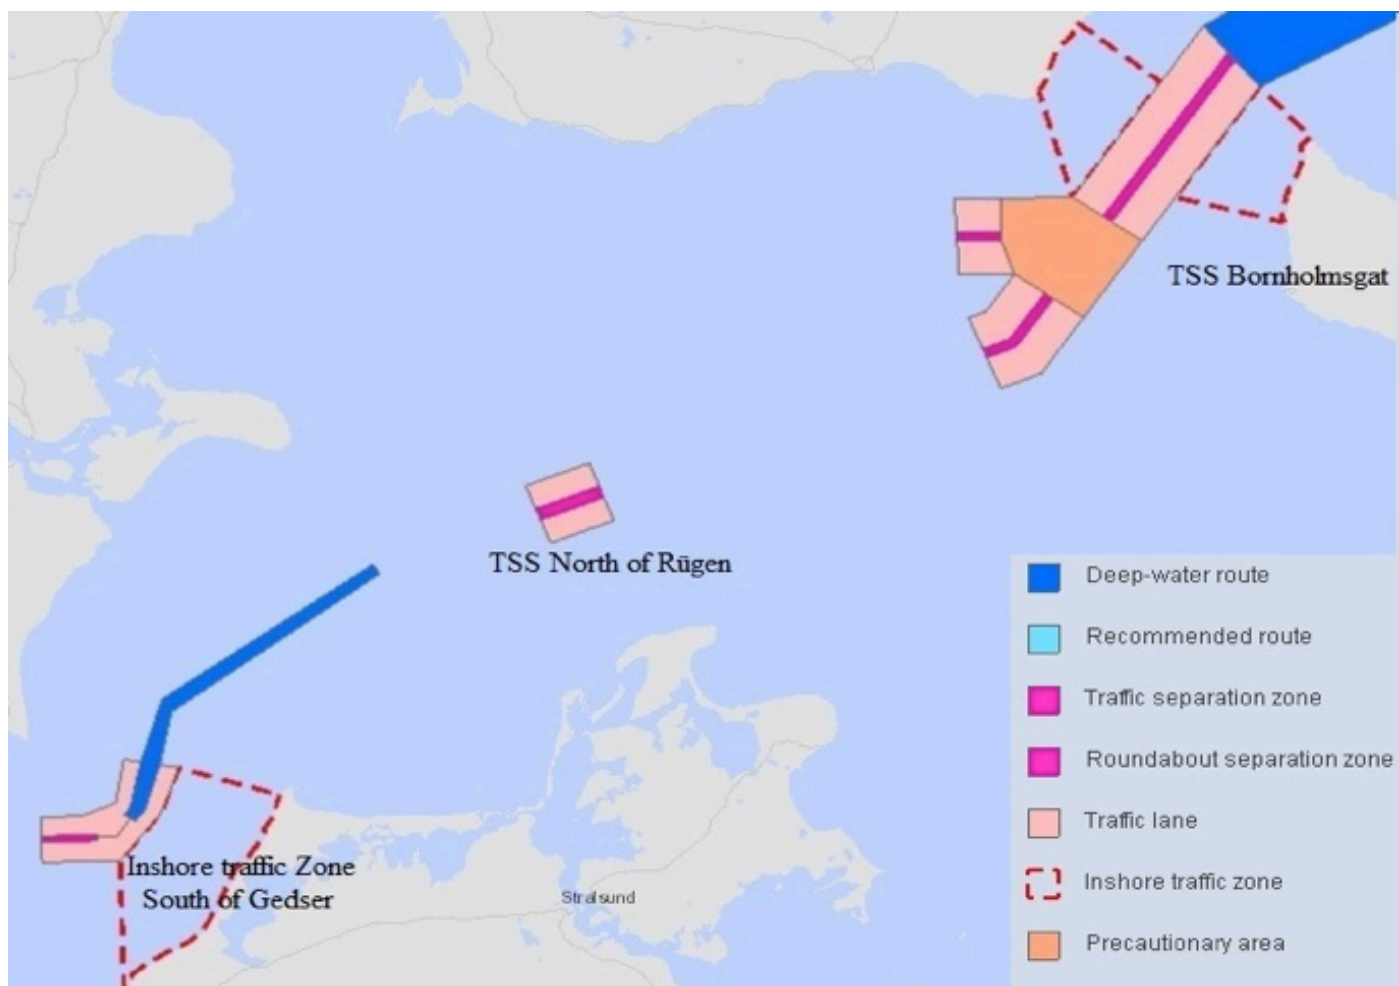 TSS Bornholmsgat
TSS North of Rügen
Inshore traffic Zone
South of Gedser
Stralsund
Deep-water route
Recommended route
Traffic separation zone
Roundabout separation zone
Traffic lane
Inshore traffic zone
Precautionary area